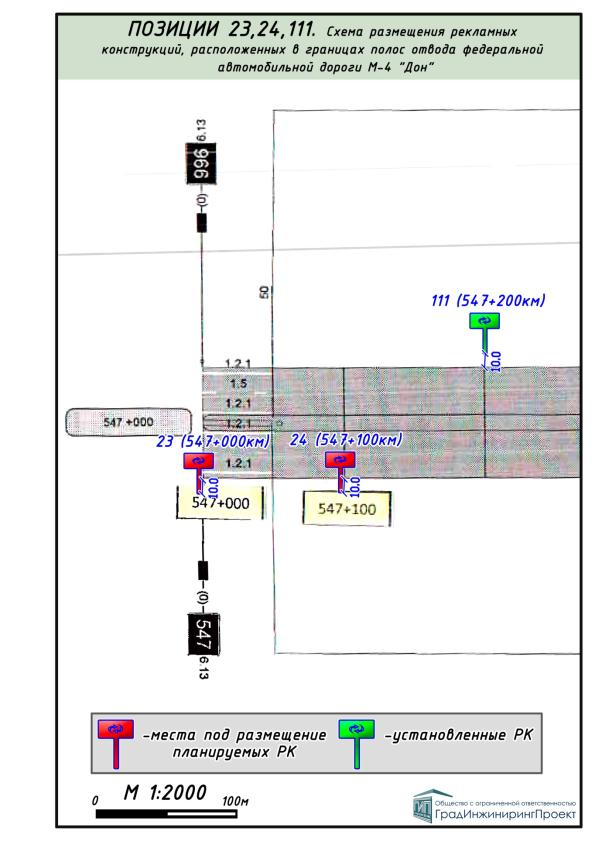 ПОЗИЦИИ 23,24,111. Схема размещения рекламных
конструкций, расположенных в границах полос отвода федеральной
автомобильной дороги М-4 "Дон"
996 6.13
(0)
50
111 (547+200км)
10.0
1.2.1
1.5
1.2.1
547 +000
1.2.1
23 (547+000км) 24 (547+100км)
1.2.1
10.0
10.0
547+000
547+100
(0)
547 6.13
-места под размещение
планируемых РК
-установленные РК
М 1:2000
0 100м
Общество с ограниченной ответственностью
ГрадИнжинирингПроект